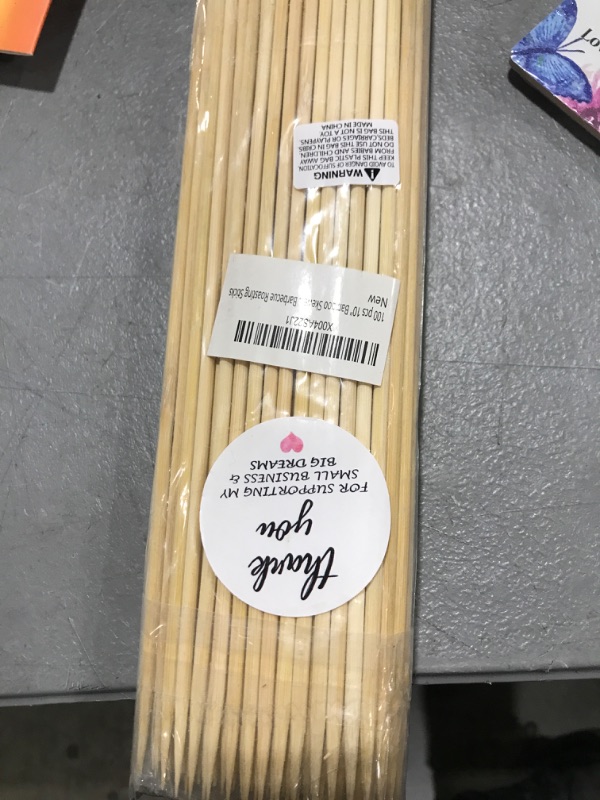 thank
you
FOR SUPPORTING MY
SMALL BUSINESS &
BIG DREAMS
X004A522J1
100 pcs 10" Bamboo Skewers Barbecue Roasting Sticks
New
WARNING
TO AVOID DANGER OF SUFFOCATION,
KEEP THIS PLASTIC BAG AWAY
FROM BABIES AND CHILDREN.
DO NOT USE THIS BAG IN CRIBS,
BEDS,CARRIAGES OR PLAYPENS.
THIS BAG IS NOT A TOY.
MADE IN CHINA